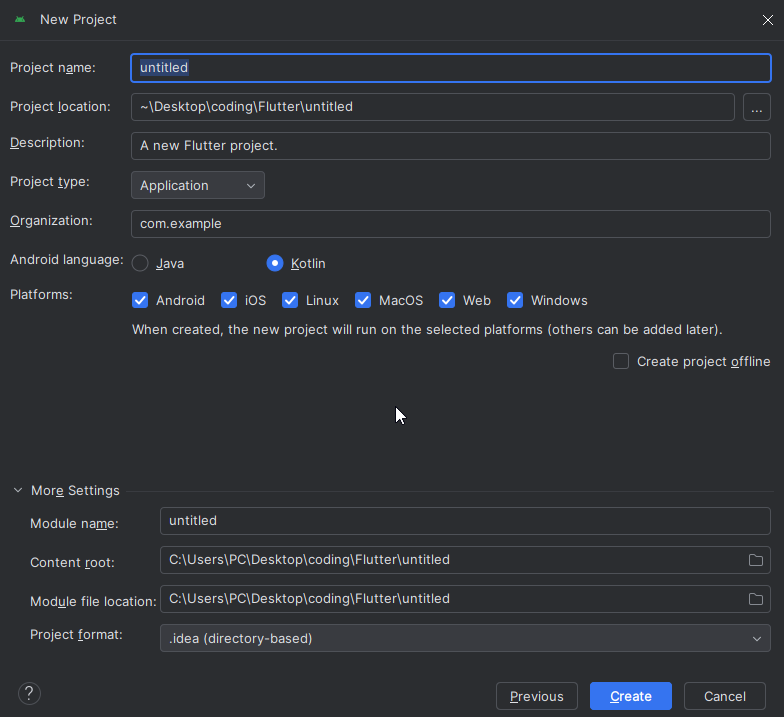 New Project
Project name: untitled
Project location: ~\Desktop\coding\Flutter\untitled ...
Description: A new Flutter project.
Project type: Application
Organization: com.example
Android language: Java Kotlin
Platforms: Android iOS Linux MacOS Web Windows
When created, the new project will run on the selected platforms (others can be added later).
Create project offline
More Settings
Module name: untitled
Content root: C:\Users\PC\Desktop\coding\Flutter\untitled
Module file location: C:\Users\PC\Desktop\coding\Flutter\untitled
Project format: .idea (directory-based)
? Previous Create Cancel